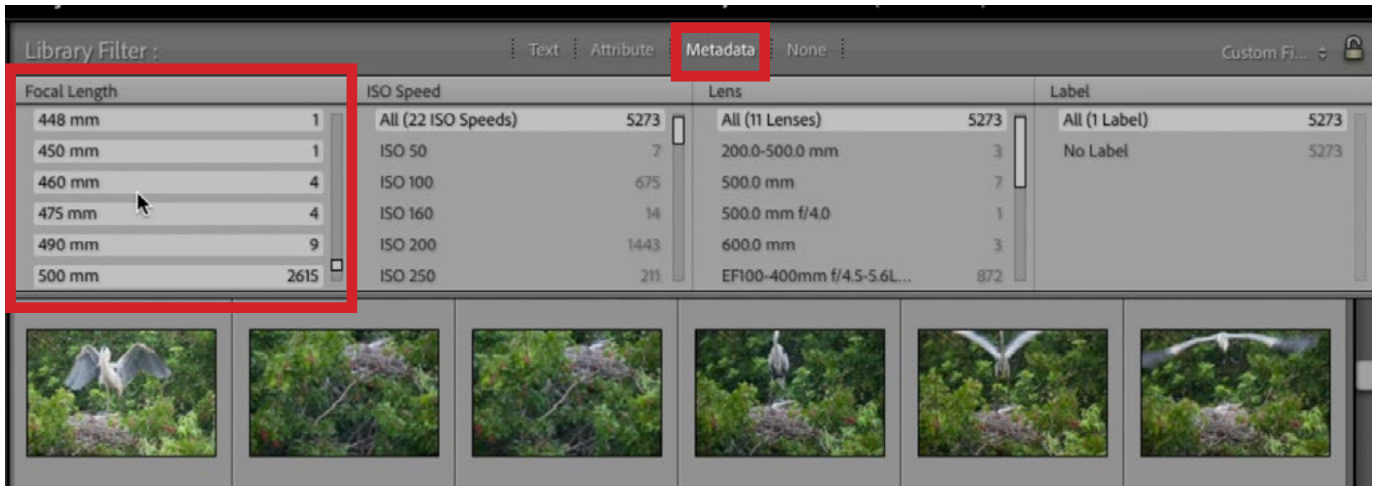 Library Filter : Text Attribute Metadata None Custom Fi...
Focal Length ISO Speed Lens Label
448 mm 1 All (22 ISO Speeds) 5273 All (11 Lenses) 5273 All (1 Label) 5273
450 mm 1 ISO 50 7 200.0-500.0 mm 3 No Label 5273
460 mm 4 ISO 100 675 500.0 mm 7
475 mm 4 ISO 160 14 500.0 mm f/4.0 1
490 mm 9 ISO 200 1443 600.0 mm 3
500 mm 2615 ISO 250 211 EF100-400mm f/4.5-5.6L... 872